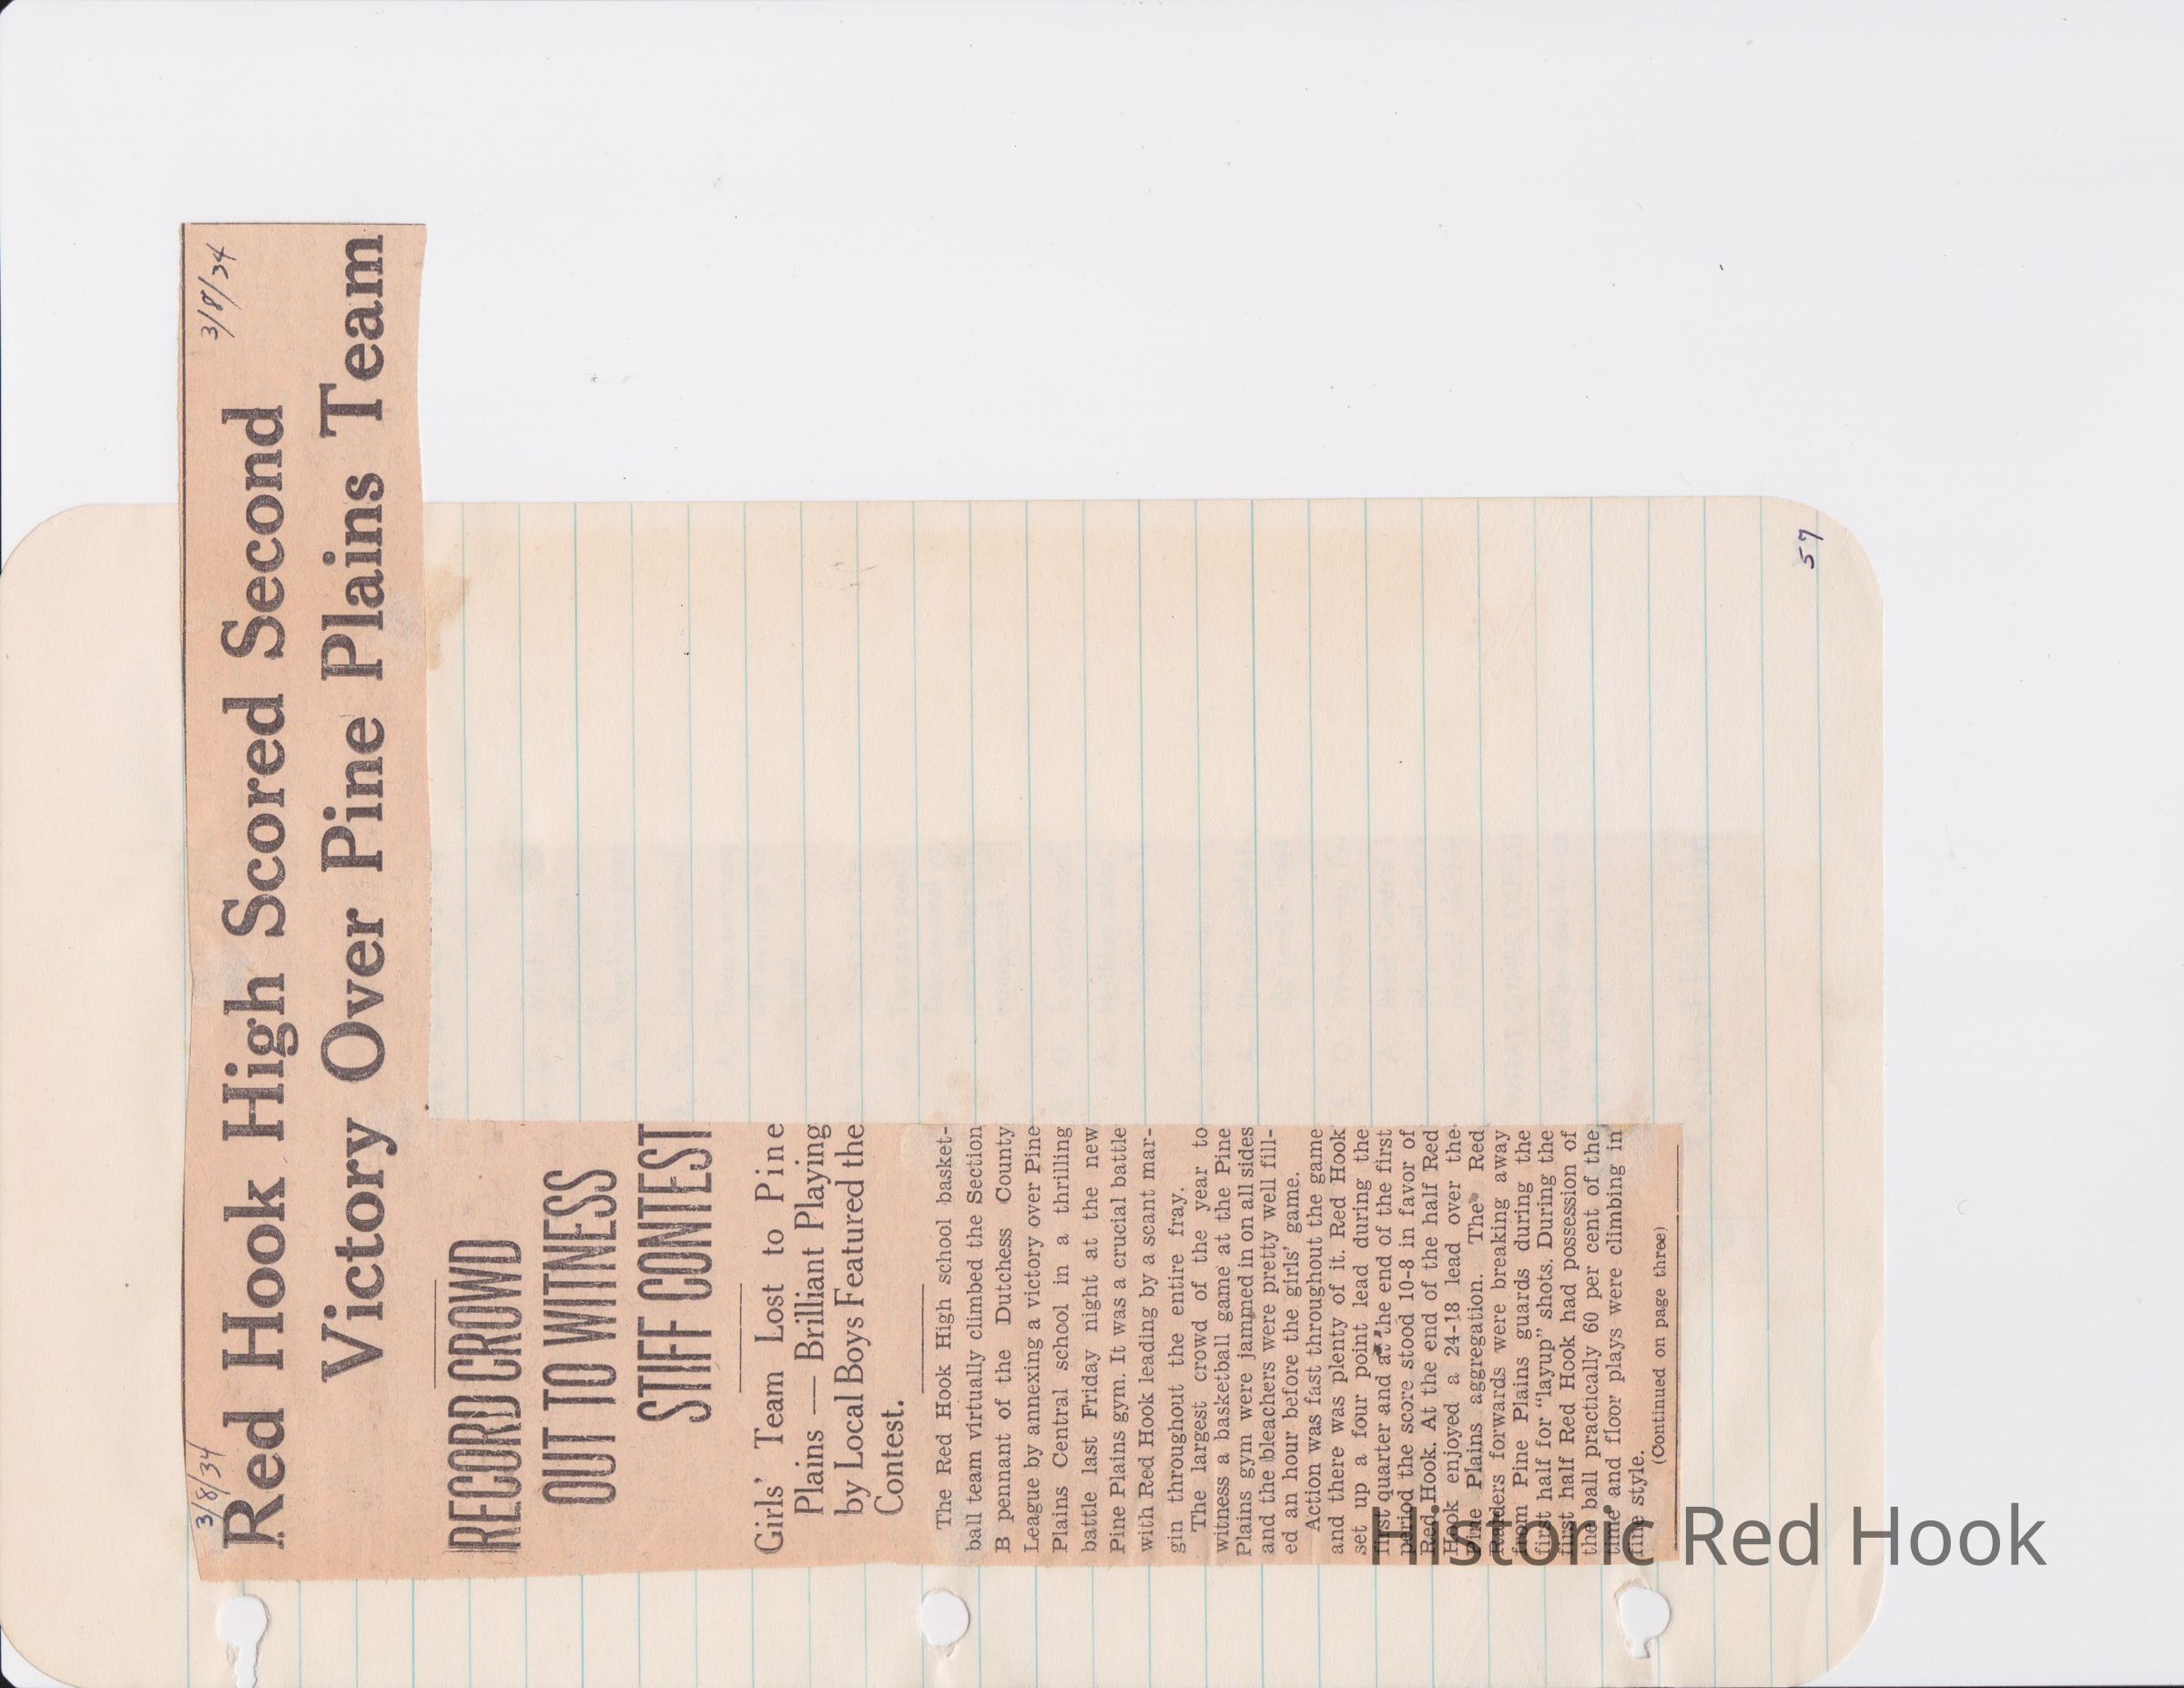 3/8/34
3/8/34
Red Hook High Scored Second
Victory Over Pine Plains Team
RECORD CROWD
OUT TO WITNESS
STIFF CONTEST
Girls' Team Lost to Pine
Plains — Brilliant Playing
by Local Boys Featured the
Contest.
The Red Hook High school basket-
ball team virtually climbed the Section
B pennant of the Dutchess County
League by annexing a victory over Pine
Plains Central school in a thrilling
battle last Friday night at the new
Pine Plains gym. It was a crucial battle
with Red Hook leading by a scant mar-
gin throughout the entire fray.
The largest crowd of the year to
witness a basketball game at the Pine
Plains gym were jammed in on all sides
and the bleachers were pretty well fill-
ed an hour before the girls' game.
Action was fast throughout the game
and there was plenty of it. Red Hook
set up a four point lead during the
first quarter and at the end of the first
period the score stood 10-8 in favor of
Red Hook. At the end of the half Red
Hook enjoyed a 24-18 lead over the
Pine Plains aggregation. The Red
Raiders forwards were breaking away
from Pine Plains guards during the
first half for "layup" shots. During the
first half Red Hook had possession of
the ball practically 60 per cent of the
time and floor plays were climbing in
fine style.
(Continued on page three)
57
Historic Red Hook